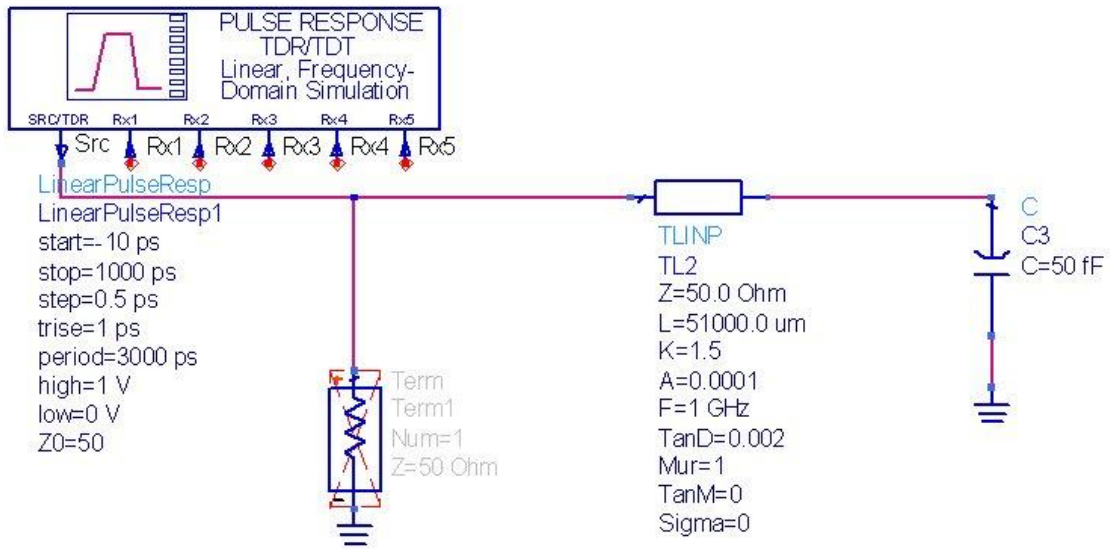 PULSE RESPONSE
TDR/TDT
Linear, Frequency-
Domain Simulation
SRC/TDR Rx1 Rx2 Rx3 Rx4 Rx5
Src Rx1 Rx2 Rx3 Rx4 Rx5
LinearPulseResp
LinearPulseResp1
start=-10 ps
stop=1000 ps
step=0.5 ps
trise=1 ps
period=3000 ps
high=1 V
low=0 V
Z0=50
Term
Term1
Num=1
Z=50 Ohm
TLINP
TL2
Z=50.0 Ohm
L=51000.0 um
K=1.5
A=0.0001
F=1 GHz
TanD=0.002
Mur=1
TanM=0
Sigma=0
C
C3
C=50 fF